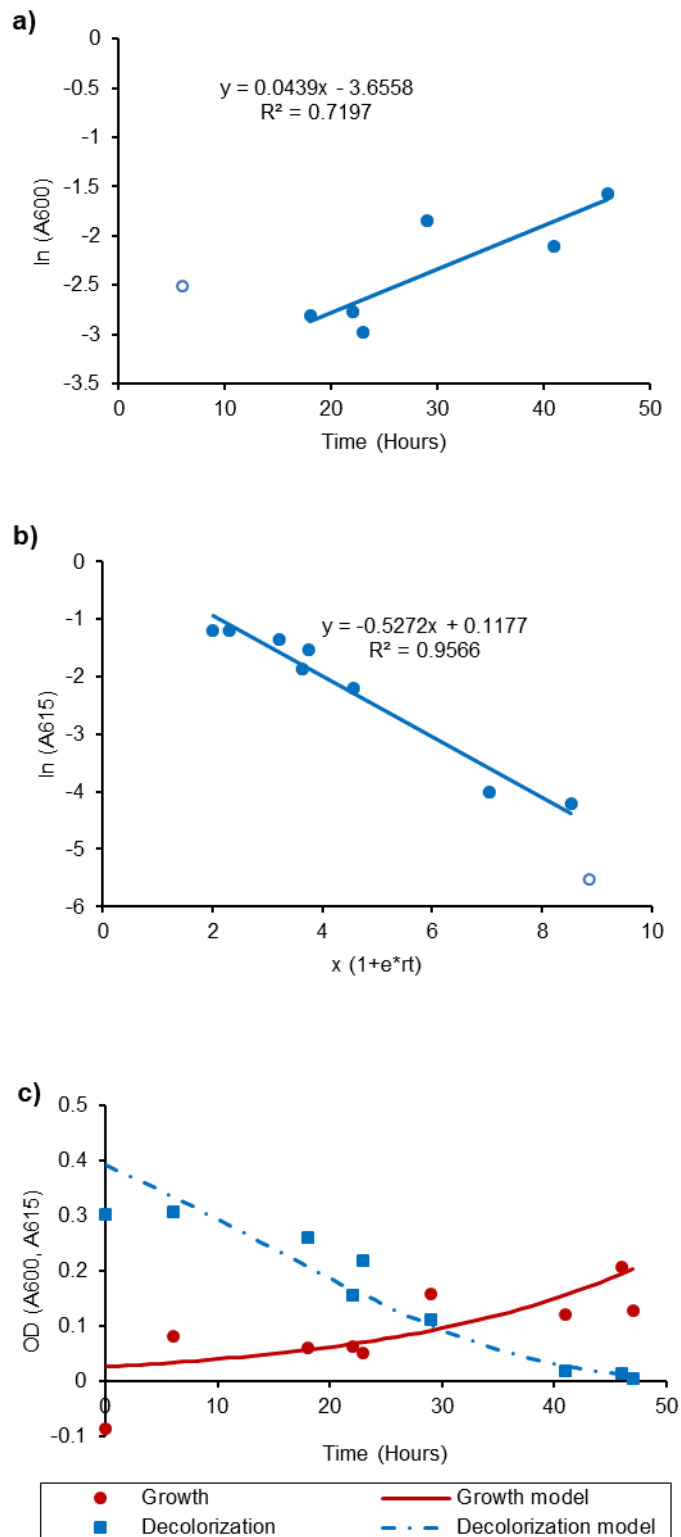 a)
0
-0.5
-1
-1.5
-2
-2.5
-3
-3.5
ln (A600)
y = 0.0439x - 3.6558
R² = 0.7197
0 10 20 30 40 50
Time (Hours)
b)
0
-1
-2
-3
-4
-5
-6
ln (A615)
y = -0.5272x + 0.1177
R² = 0.9566
0 2 4 6 8 10
x (1+e*rt)
c)
0.5
0.4
0.3
0.2
0.1
0
-0.1
OD (A600, A615)
0 10 20 30 40 50
Time (Hours)
Growth Growth model
Decolorization Decolorization model